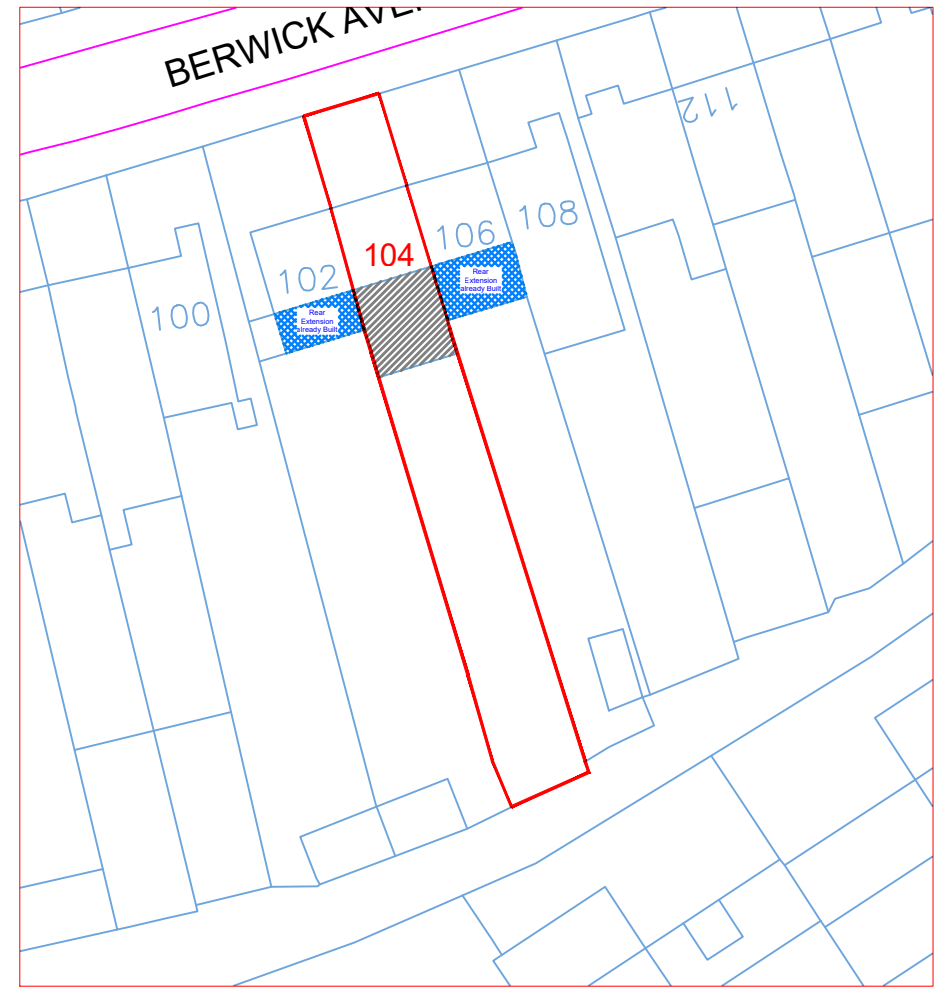 BERWICK AVE
112
108
106
104
102
100
Rear
Extension
already Built
Rear
Extension
already Built